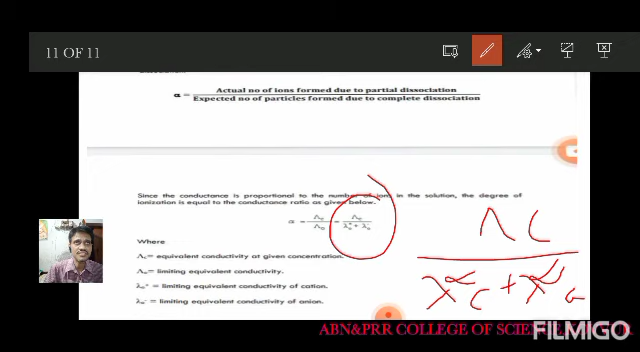 11 OF 11
α = Actual no of ions formed due to partial dissociation
Expected no of particles formed due to complete dissociation
Since the conductance is proportional to the number of ions in the solution, the degree of
ionization is equal to the conductance ratio as given below.
Where
Λc= equivalent conductivity at given concentration.
Λ∞= limiting equivalent conductivity.
= limiting equivalent conductivity of cation.
= limiting equivalent conductivity of anion.
Λ c
ABN&PRR COLLEGE OF SCIENCE
FILMIGO